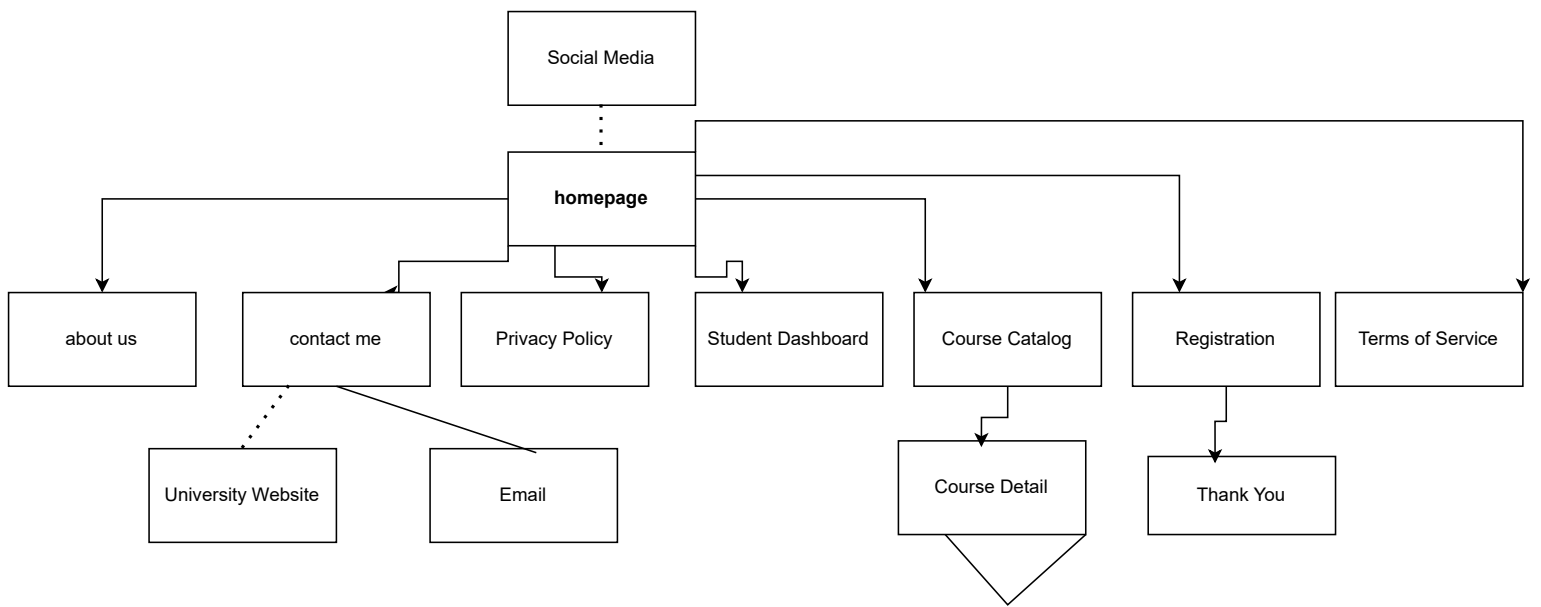 Social Media
homepage
about us
contact me
Privacy Policy
Student Dashboard
Course Catalog
Registration
Terms of Service
University Website
Email
Course Detail
Thank You